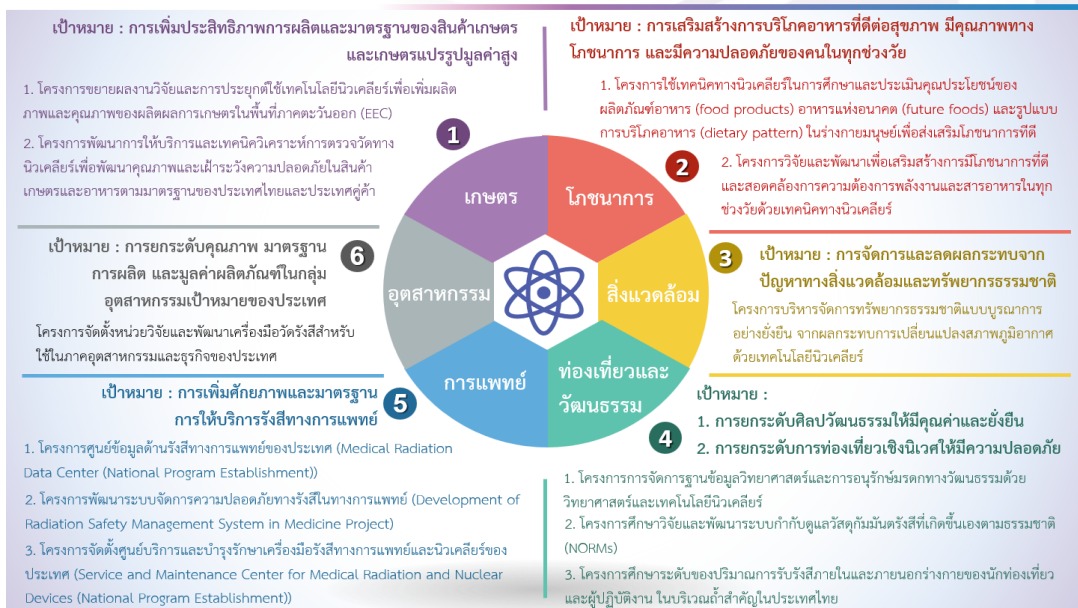 เป้าหมาย : การเพิ่มประสิทธิภาพการผลิตและมาตรฐานของสินค้าเกษตร
และเกษตรแปรรูปมูลค่าสูง
1. โครงการขยายผลงานวิจัยและการประยุกต์ใช้เทคโนโลยีนิวเคลียร์เพื่อเพิ่มผลิต
ภาพและคุณภาพของผลิตผลการเกษตรในพื้นที่ภาคตะวันออก (EEC)
2. โครงการพัฒนาการให้บริการและเทคนิควิเคราะห์การตรวจวัดทาง
นิวเคลียร์เพื่อพัฒนาคุณภาพและเฝ้าระวังความปลอดภัยในสินค้า
เกษตรและอาหารตามมาตรฐานของประเทศไทยและประเทศคู่ค้า
1
เกษตร
เป้าหมาย : การเสริมสร้างการบริโภคอาหารที่ดีต่อสุขภาพ มีคุณภาพทาง
โภชนาการ และมีความปลอดภัยของคนในทุกช่วงวัย
1. โครงการใช้เทคนิคทางนิวเคลียร์ในการศึกษาและประเมินคุณประโยชน์ของ
ผลิตภัณฑ์อาหาร (food products) อาหารแห่งอนาคต (future foods) และรูปแบบ
การบริโภคอาหาร (dietary pattern) ในร่างกายมนุษย์เพื่อส่งเสริมโภชนาการที่ดี
2. โครงการวิจัยและพัฒนาเพื่อเสริมสร้างการมีโภชนาการที่ดี
และสอดคล้องการความต้องการพลังงานและสารอาหารในทุก
ช่วงวัยด้วยเทคนิคทางนิวเคลียร์
2
โภชนาการ
3
สิ่งแวดล้อม
เป้าหมาย : การจัดการและลดผลกระทบจาก
ปัญหาทางสิ่งแวดล้อมและทรัพยากรธรรมชาติ
โครงการบริหารจัดการทรัพยากรธรรมชาติแบบบูรณาการ
อย่างยั่งยืน จากผลกระทบการเปลี่ยนแปลงสภาพภูมิอากาศ
ด้วยเทคโนโลยีนิวเคลียร์
4
ท่องเที่ยวและ
วัฒนธรรม
เป้าหมาย :
1. การยกระดับศิลปวัฒนธรรมให้มีคุณค่าและยั่งยืน
2. การยกระดับการท่องเที่ยวเชิงนิเวศให้มีความปลอดภัย
1. โครงการการจัดการฐานข้อมูลวิทยาศาสตร์และการอนุรักษ์มรดกทางวัฒนธรรมด้วย
วิทยาศาสตร์และเทคโนโลยีนิวเคลียร์
2. โครงการศึกษาวิจัยและพัฒนาระบบกำกับดูแลวัสดุกัมมันตรังสีที่เกิดขึ้นเองตามธรรมชาติ
(NORMs)
3. โครงการศึกษาระดับของปริมาณการรับรังสีภายในและภายนอกร่างกายของนักท่องเที่ยว
และผู้ปฏิบัติงาน ในบริเวณถ้ำสำคัญในประเทศไทย
5
การแพทย์
เป้าหมาย : การเพิ่มศักยภาพและมาตรฐาน
การให้บริการรังสีทางการแพทย์
1. โครงการศูนย์ข้อมูลด้านรังสีทางการแพทย์ของประเทศ (Medical Radiation
Data Center (National Program Establishment))
2. โครงการพัฒนาระบบจัดการความปลอดภัยทางรังสีในทางการแพทย์ (Development of
Radiation Safety Management System in Medicine Project)
3. โครงการจัดตั้งศูนย์บริการและบำรุงรักษาเครื่องมือรังสีทางการแพทย์และนิวเคลียร์ของ
ประเทศ (Service and Maintenance Center for Medical Radiation and Nuclear
Devices (National Program Establishment))
6
อุตสาหกรรม
เป้าหมาย : การยกระดับคุณภาพ มาตรฐาน
การผลิต และมูลค่าผลิตภัณฑ์ในกลุ่ม
อุตสาหกรรมเป้าหมายของประเทศ
โครงการจัดตั้งหน่วยวิจัยและพัฒนาเครื่องมือวัดรังสีสำหรับ
ใช้ในภาคอุตสาหกรรมและธุรกิจของประเทศ